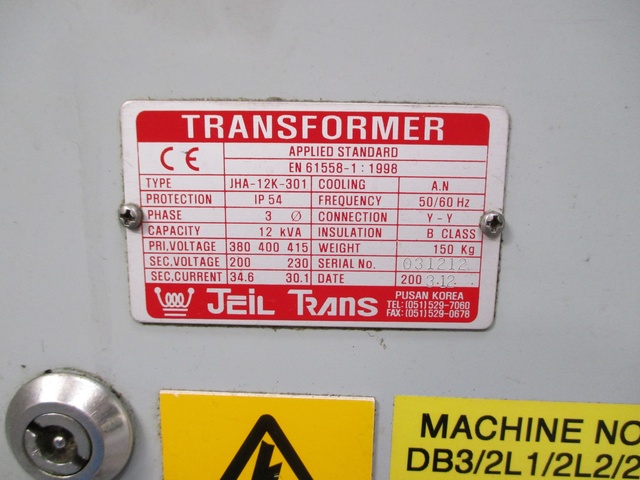 TRANSFORMER
CE
APPLIED STANDARD
EN 61558-1 : 1998
TYPE JHA-12K-301 COOLING A.N
PROTECTION IP 54 FREQUENCY 50/60 Hz
PHASE 3 Ø CONNECTION Y - Y
CAPACITY 12 kVA INSULATION B CLASS
PRI,VOLTAGE 380 400 415 WEIGHT 150 Kg
SEC,VOLTAGE 200 230 SERIAL No. 031212
SEC.CURRENT 34.6 30.1 DATE 2003.12
JEIL TRANS
PUSAN KOREA
TEL:(051)529-7060
FAX:(051)529-0678
MACHINE NO
DB3/2L1/2L2/2